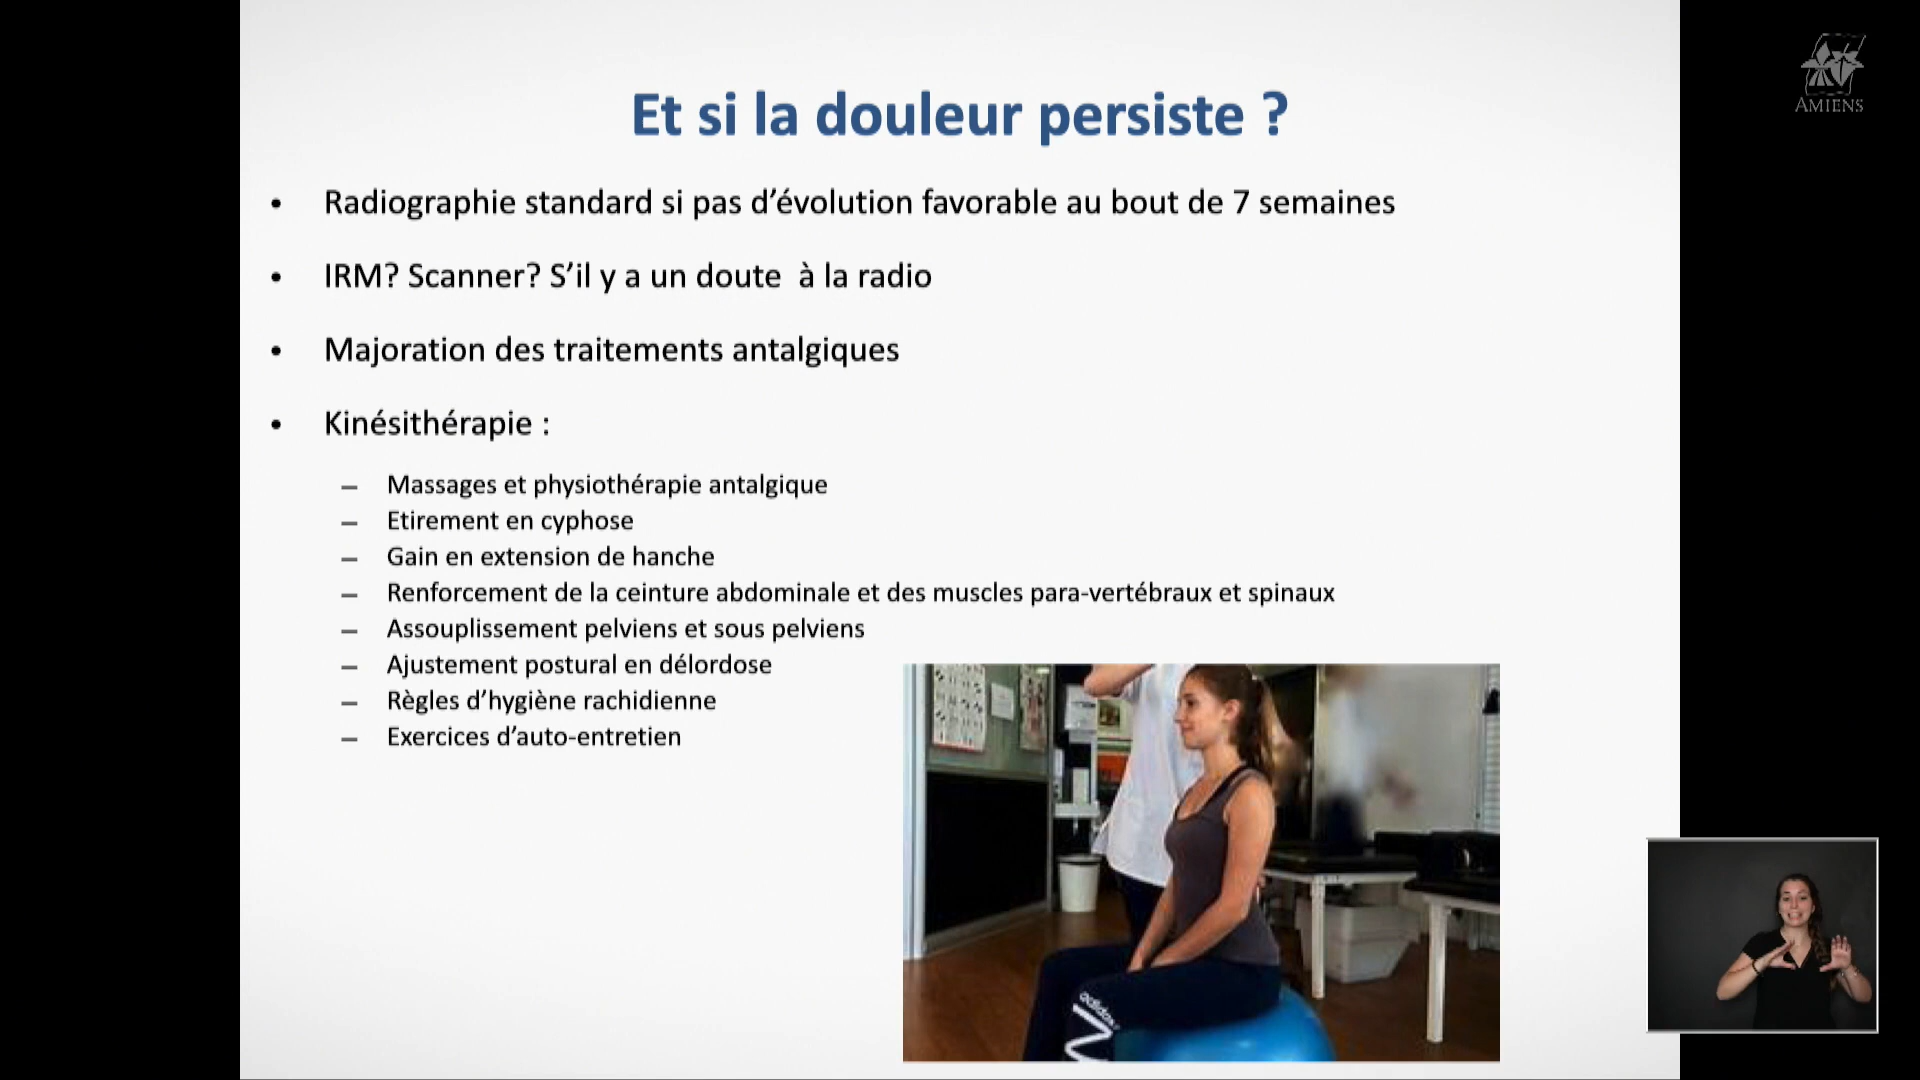 Et si la douleur persiste ?
• Radiographie standard si pas d’évolution favorable au bout de 7 semaines
• IRM? Scanner? S’il y a un doute  à la radio
• Majoration des traitements antalgiques
• Kinésithérapie :
– Massages et physiothérapie antalgique
– Etirement en cyphose
– Gain en extension de hanche
– Renforcement de la ceinture abdominale et des muscles para-vertébraux et spinaux
– Assouplissement pelviens et sous pelviens
– Ajustement postural en délordose
– Règles d’hygiène rachidienne
– Exercices d’auto-entretien
AMIENS
adidas